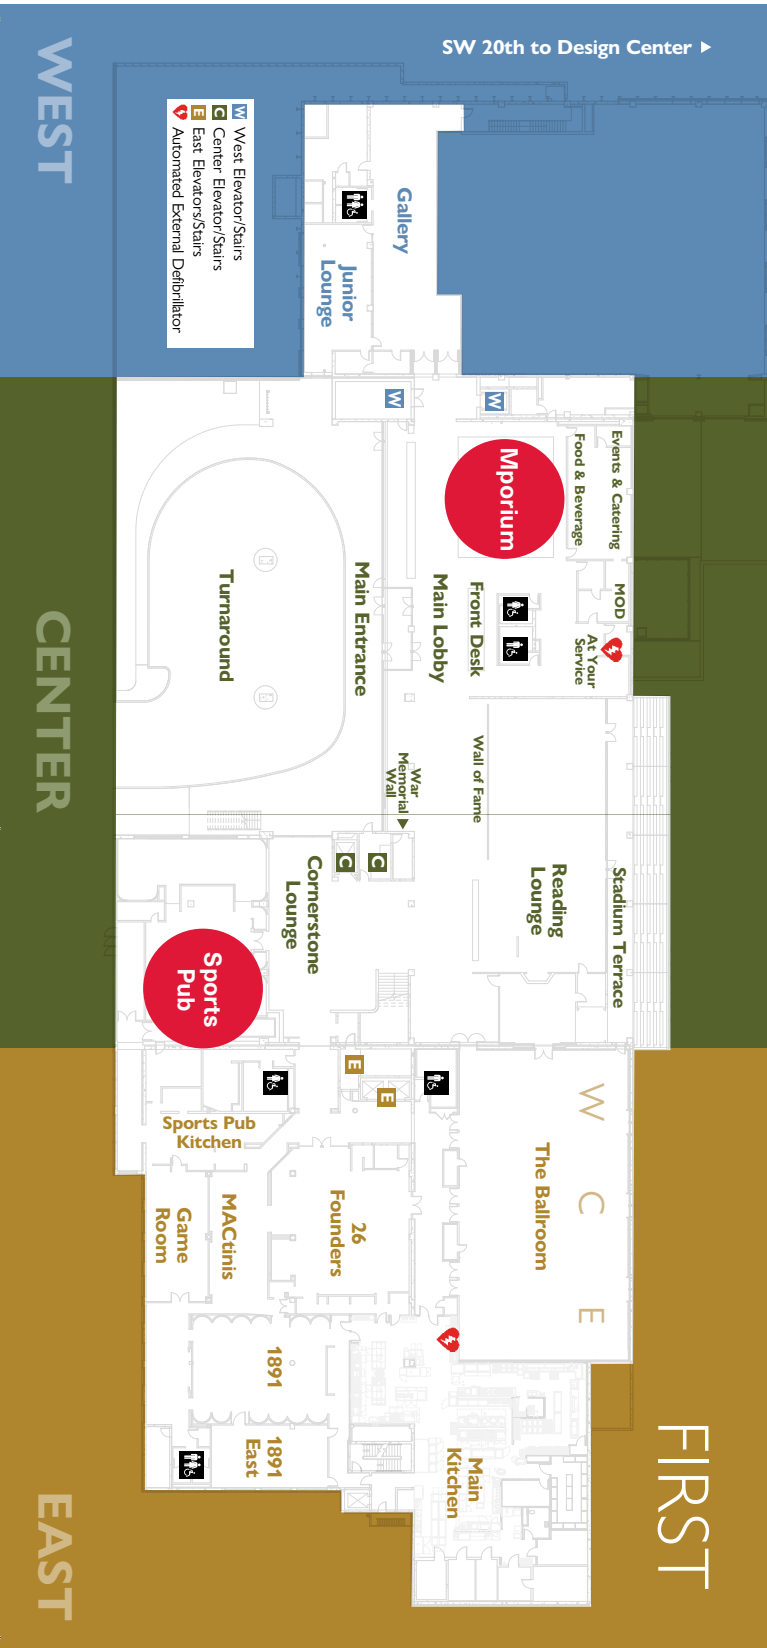 SW 20th to Design Center
WEST
W West Elevator/Stairs
C Center Elevator/Stairs
E East Elevators/Stairs
Automated External Defibrillator
Gallery
Junior
Lounge
W
W
Mporium
Events & Catering
Food & Beverage
MOD
At Your
Service
Front Desk
Main Lobby
Main Entrance
Turnaround
CENTER
War
Memorial
Wall
Wall of Fame
Reading
Lounge
Stadium Terrace
C
C
Cornerstone
Lounge
Sports
Pub
E
E
Sports Pub
Kitchen
W C E
The Ballroom
26
Founders
MACtinis
Game
Room
1891
1891
East
Main
Kitchen
FIRST
EAST